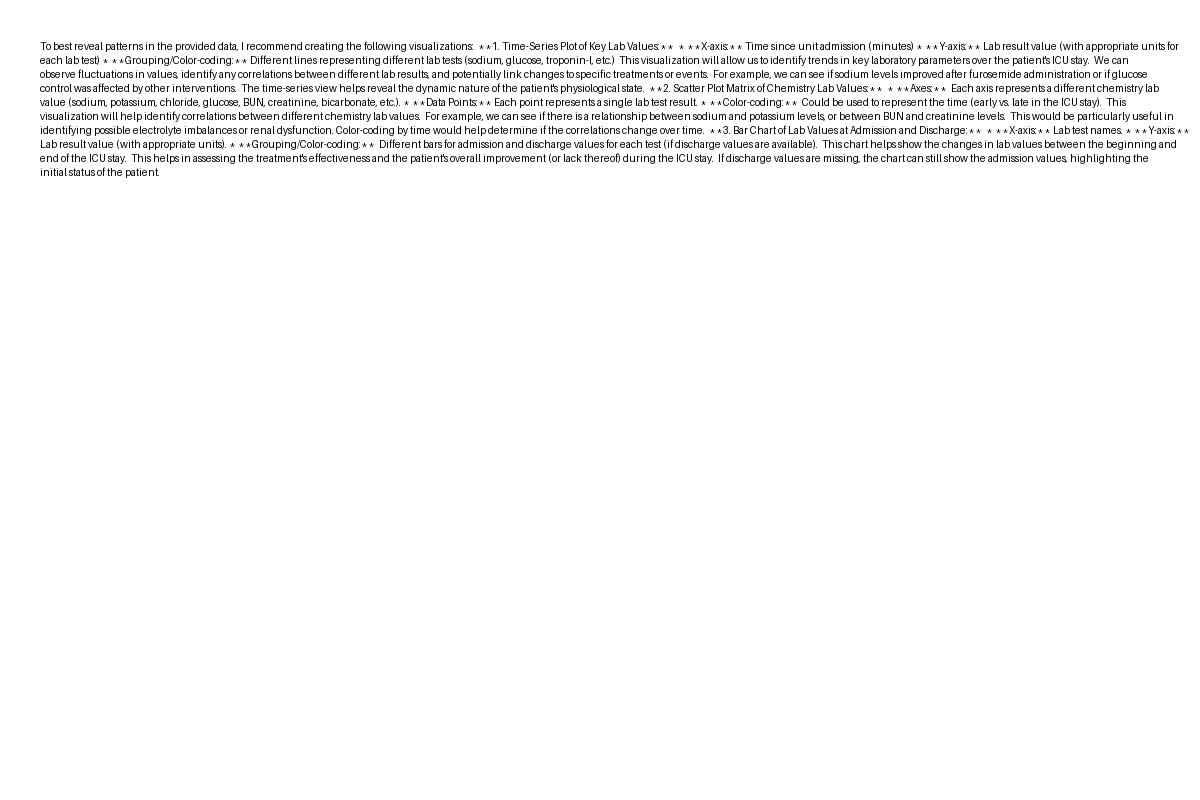 To best reveal patterns in the provided data, I recommend creating the following visualizations:  **1. Time-Series Plot of Key Lab Values:**  * **X-axis:** Time since unit admission (minutes) * **Y-axis:** Lab result value (with appropriate units for
each lab test) * **Grouping/Color-coding:** Different lines representing different lab tests (sodium, glucose, troponin-I, etc.)  This visualization will allow us to identify trends in key laboratory parameters over the patient's ICU stay.  We can
observe fluctuations in values, identify any correlations between different lab results, and potentially link changes to specific treatments or events.  For example, we can see if sodium levels improved after furosemide administration or if glucose
control was affected by other interventions.  The time-series view helps reveal the dynamic nature of the patient's physiological state.  **2. Scatter Plot Matrix of Chemistry Lab Values:**  * **Axes:**  Each axis represents a different chemistry lab
value (sodium, potassium, chloride, glucose, BUN, creatinine, bicarbonate, etc.). * **Data Points:** Each point represents a single lab test result. * **Color-coding:**  Could be used to represent the time (early vs. late in the ICU stay).  This
visualization will help identify correlations between different chemistry lab values.  For example, we can see if there is a relationship between sodium and potassium levels, or between BUN and creatinine levels.  This would be particularly useful in
identifying possible electrolyte imbalances or renal dysfunction. Color-coding by time would help determine if the correlations change over time.  **3. Bar Chart of Lab Values at Admission and Discharge:**  * **X-axis:** Lab test names. * **Y-axis:**
Lab result value (with appropriate units). * **Grouping/Color-coding:**  Different bars for admission and discharge values for each test (if discharge values are available).  This chart helps show the changes in lab values between the beginning and
end of the ICU stay.  This helps in assessing the treatment's effectiveness and the patient's overall improvement (or lack thereof) during the ICU stay.  If discharge values are missing, the chart can still show the admission values, highlighting the
initial status of the patient.